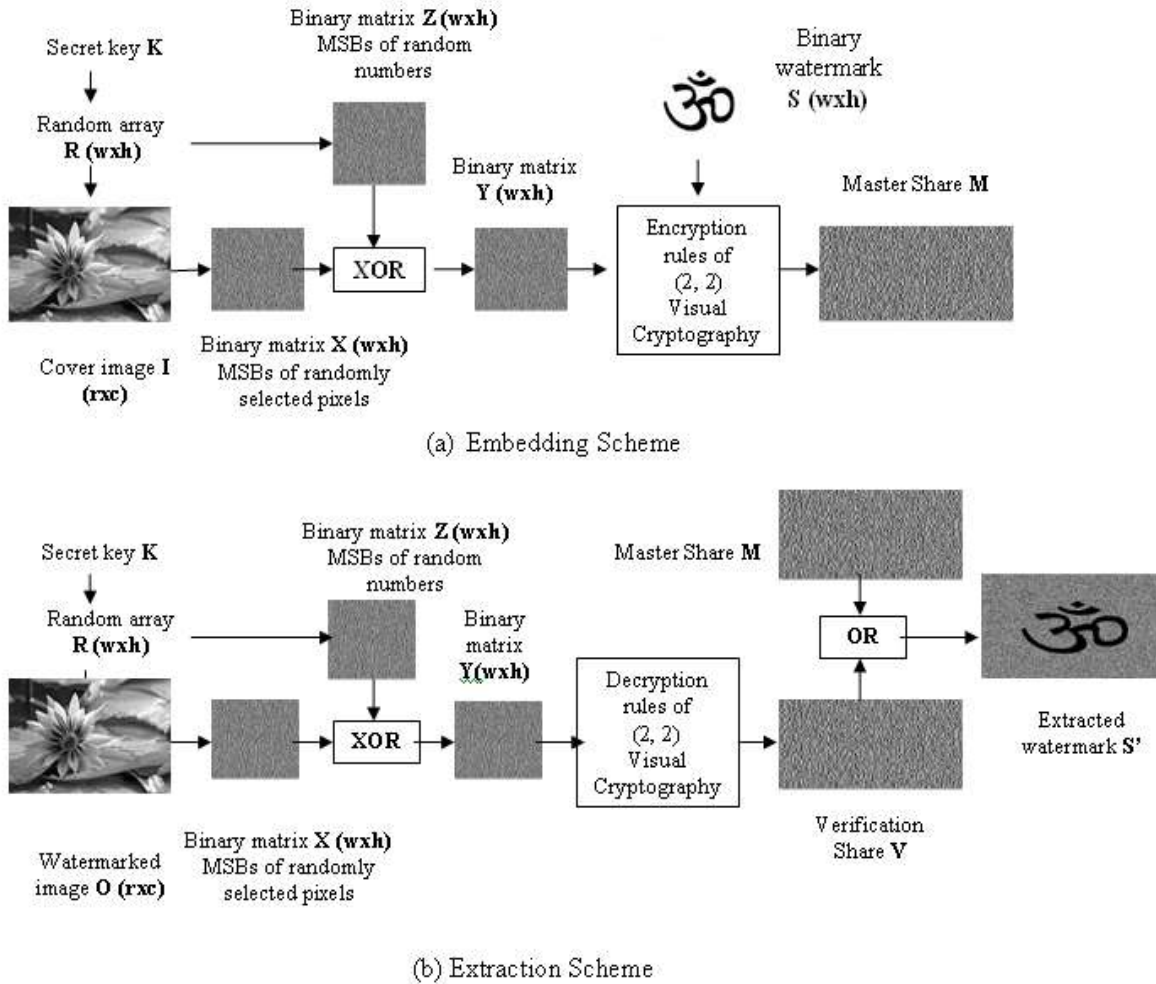 Secret key K
Random array
R (wxh)
Binary matrix Z (wxh)
MSBs of random
numbers
Binary
watermark
S (wxh)
ॐ
Binary matrix
Y (wxh)
Master Share M
XOR
Encryption
rules of
(2, 2)
Visual
Cryptography
Cover image I
(rxc)
Binary matrix X (wxh)
MSBs of randomly
selected pixels
(a) Embedding Scheme
Secret key K
Random array
R (wxh)
Binary matrix Z (wxh)
MSBs of random
numbers
Master Share M
Binary
matrix
Y(wxh)
XOR
Decryption
rules of
(2, 2)
Visual
Cryptography
OR
ॐ
Extracted
watermark S’
Watermarked
image O (rxc)
Binary matrix X (wxh)
MSBs of randomly
selected pixels
Verification
Share V
(b) Extraction Scheme